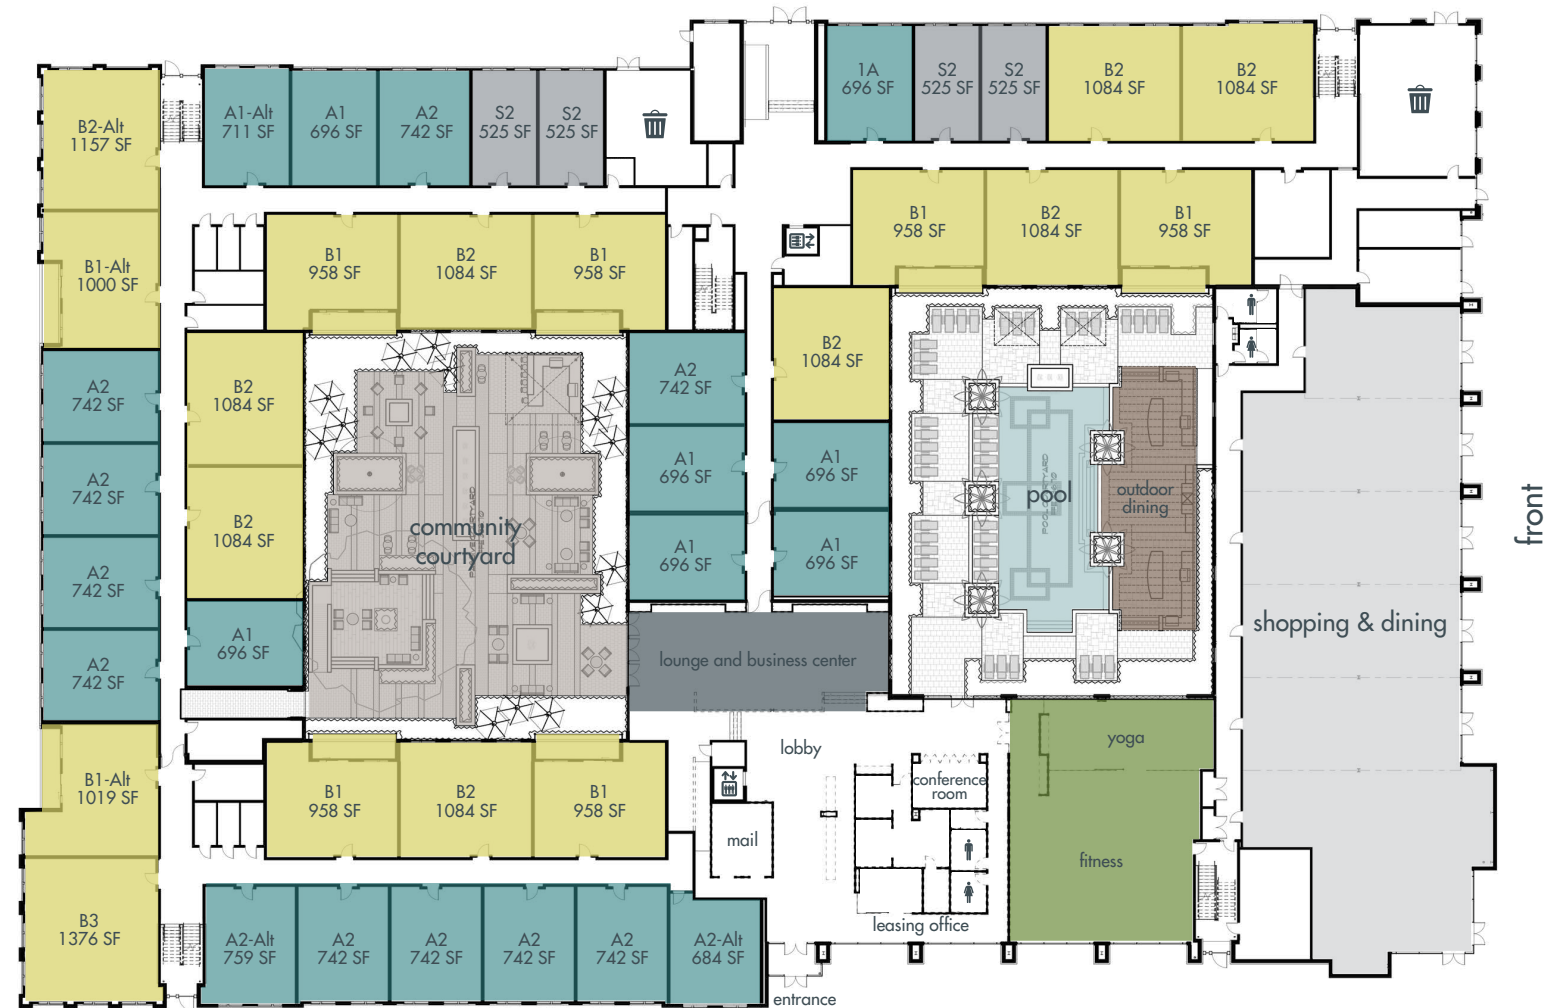 1A
696 SF
S2
525 SF
S2
525 SF
B2
1084 SF
B2
1084 SF
B2-Alt
1157 SF
A1-Alt
711 SF
A1
696 SF
A2
742 SF
S2
525 SF
S2
525 SF
B1
958 SF
B2
1084 SF
B1
958 SF
B1-Alt
1000 SF
B1
958 SF
B2
1084 SF
B1
958 SF
A2
742 SF
B2
1084 SF
A2
742 SF
B2
1084 SF
A2
742 SF
A1
696 SF
A1
696 SF
pool
outdoor
dining
front
B2
1084 SF
community
courtyard
A2
742 SF
A1
696 SF
A1
696 SF
A2
742 SF
A1
696 SF
lounge and business center
shopping & dining
B1-Alt
1019 SF
B1
958 SF
B2
1084 SF
B1
958 SF
lobby
conference
room
yoga
mail
fitness
B3
1376 SF
A2-Alt
759 SF
A2
742 SF
A2
742 SF
A2
742 SF
A2
742 SF
A2-Alt
684 SF
leasing office
entrance